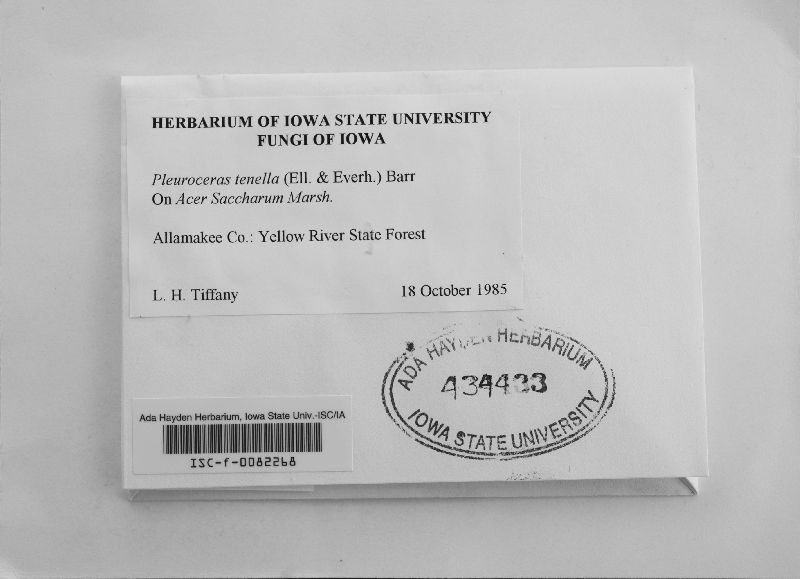 HERBARIUM OF IOWA STATE UNIVERSITY
FUNGI OF IOWA
Pleuroceras tenella (Ell. & Everh.) Barr
On Acer Saccharum Marsh.
Allamakee Co.: Yellow River State Forest
L. H. Tiffany 18 October 1985
ADA HAYDEN HERBARIUM
434433
IOWA STATE UNIVERSITY
Ada Hayden Herbarium, Iowa State Univ.-ISC/IA
ISC-f-0082268